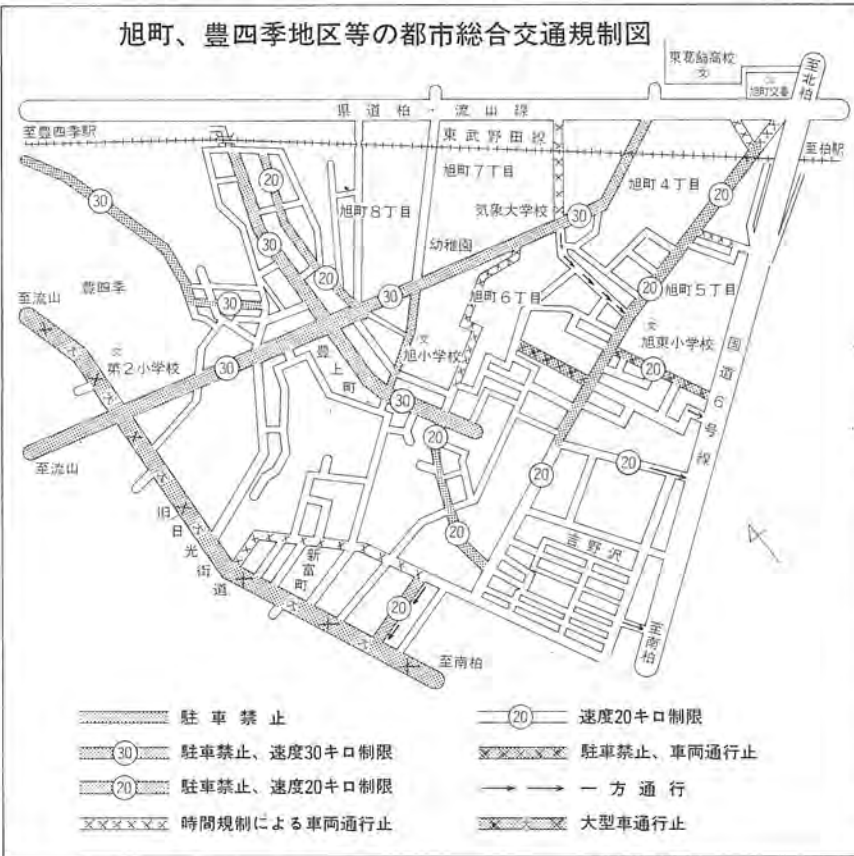 旭町、豊四季地区等の都市総合交通規制図
東葛飾高校
文
旭町交番
至北柏
県道柏 流山線
至豊四季駅
東武野田線
至柏駅
旭町7丁目
旭町4丁目
旭町8丁目
気象大学校
幼稚園
20
30
30
20
30
20
30
旭町6丁目
旭町5丁目
20
至流山
豊四季
30
30
文
第2小学校
30
豊上町
文
旭小学校
文
旭東小学校
20
国道6号線
30
至流山
20
20
20
20
旧日光街道
新富町
吉野沢
20
至南柏
至南柏
駐車禁止
30 駐車禁止、速度30キロ制限
20 駐車禁止、速度20キロ制限
時間規制による車両通行止
20 速度20キロ制限
駐車禁止、車両通行止
一方通行
大型車通行止